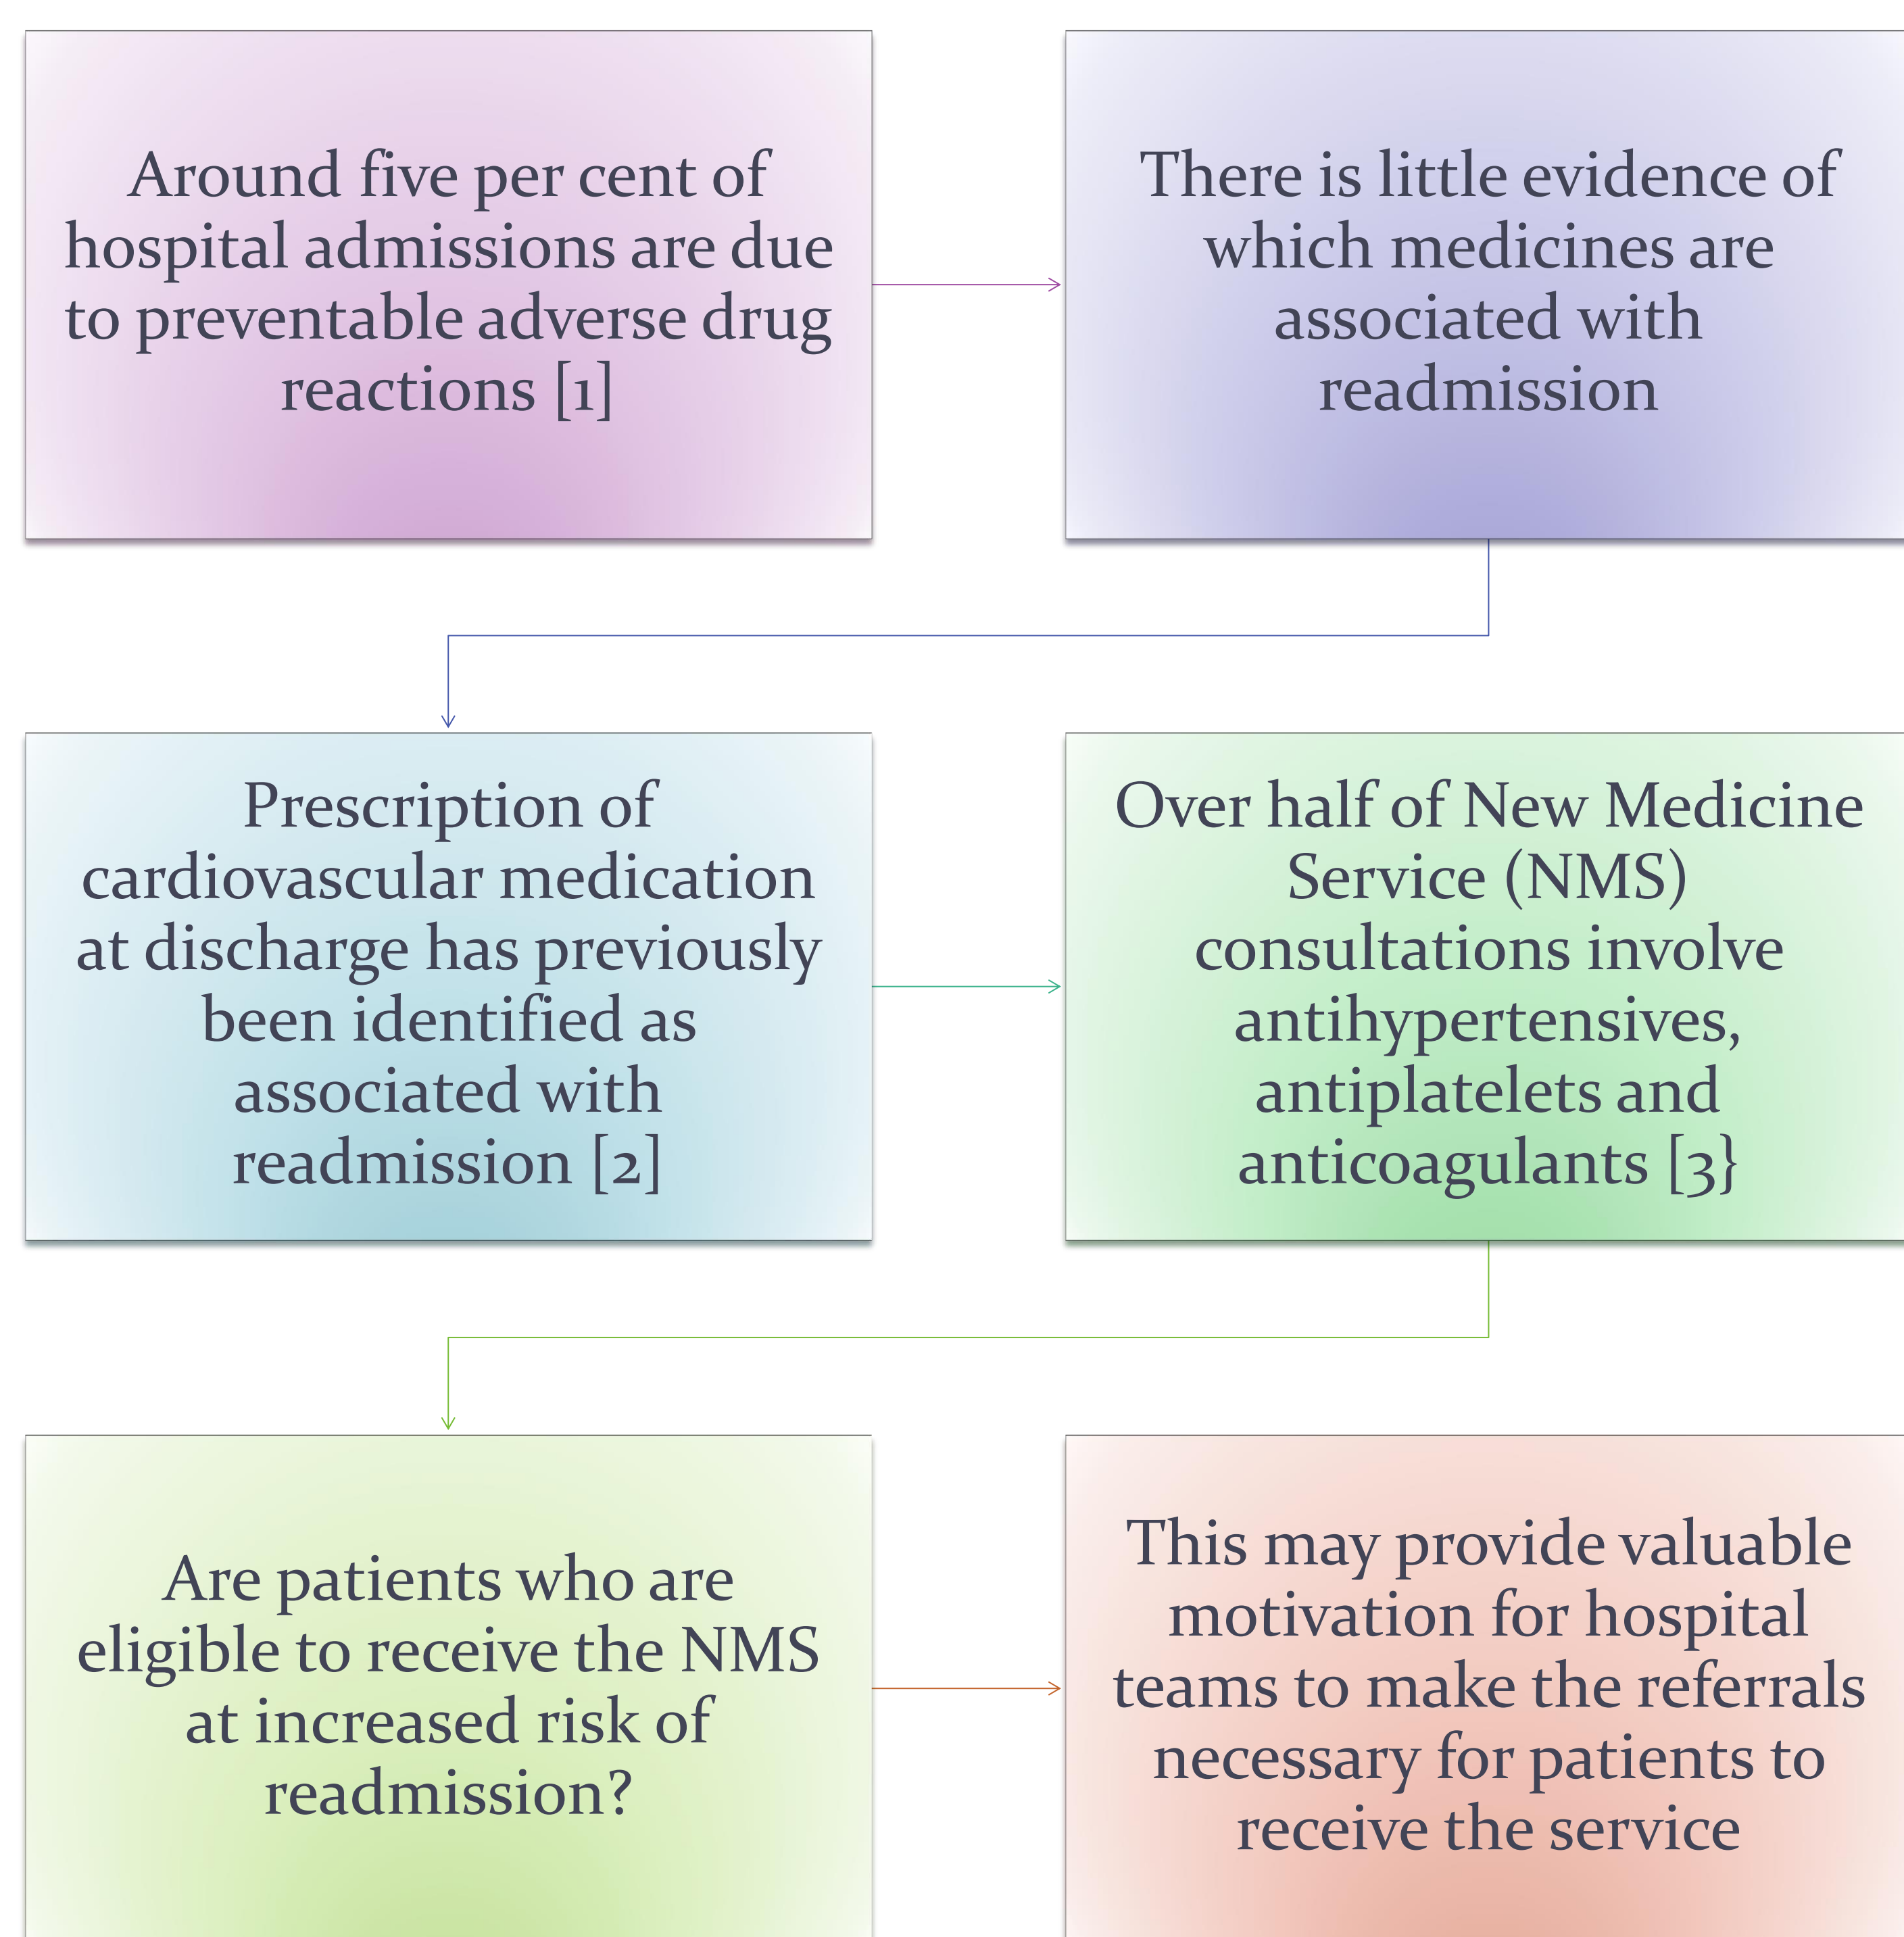 Around five per cent of
hospital admissions are due
to preventable adverse drug
reactions [1]
There is little evidence of
which medicines are
associated with
readmission
Prescription of
cardiovascular medication
at discharge has previously
been identified as
associated with
readmission [2]
Over half of New Medicine
Service (NMS)
consultations involve
antihypertensives,
antiplatelets and
anticoagulants [3}
Are patients who are
eligible to receive the NMS
at increased risk of
readmission?
This may provide valuable
motivation for hospital
teams to make the referrals
necessary for patients to
receive the service